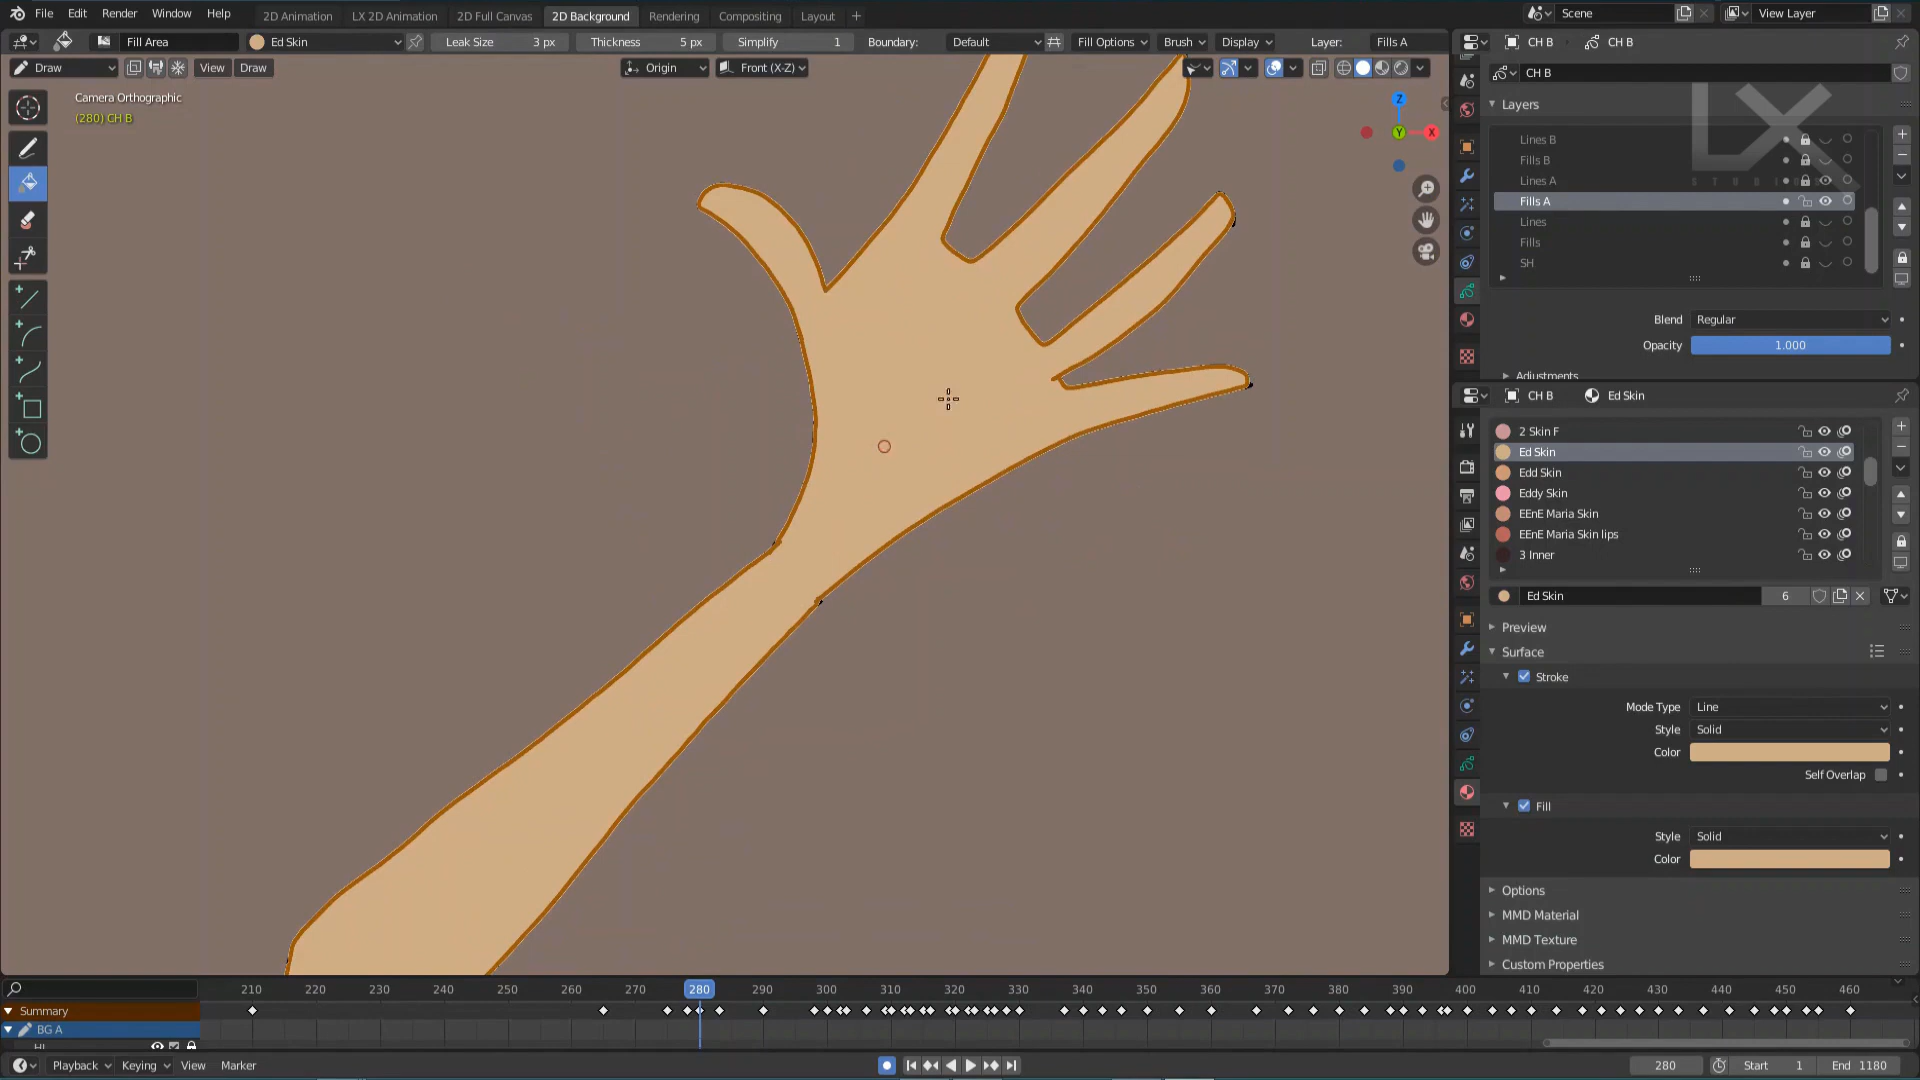 File Edit Render Window Help 2D Animation LX 2D Animation 2D Full Canvas 2D Background Rendering Compositing Layout + Scene View Layer
Fill Area Ed Skin Leak Size 3 px Thickness 5 px Simplify 1 Boundary: Default Fill Options Brush Display Layer: Fills A CH B CH B
Draw View Draw Origin Front (X-Z) CH B
Camera Orthographic
(280) CH B
Z
Y
X
LX
Layers
Lines B
Fills B
Lines A
Fills A
Lines
Fills
SH
Blend Regular
Opacity 1.000
Adjustments
CH B Ed Skin
2 Skin F
Ed Skin
Edd Skin
Eddy Skin
EEnE Maria Skin
EEnE Maria Skin lips
3 Inner
Ed Skin 6
Preview
Surface
Stroke
Mode Type Line
Style Solid
Color
Self Overlap
Fill
Style Solid
Color
Options
MMD Material
MMD Texture
Custom Properties
210 220 230 240 250 260 270 280 290 300 310 320 330 340 350 360 370 380 390 400 410 420 430 440 450 460
Summary
BG A
Playback Keying View Marker 280 Start 1 End 1180